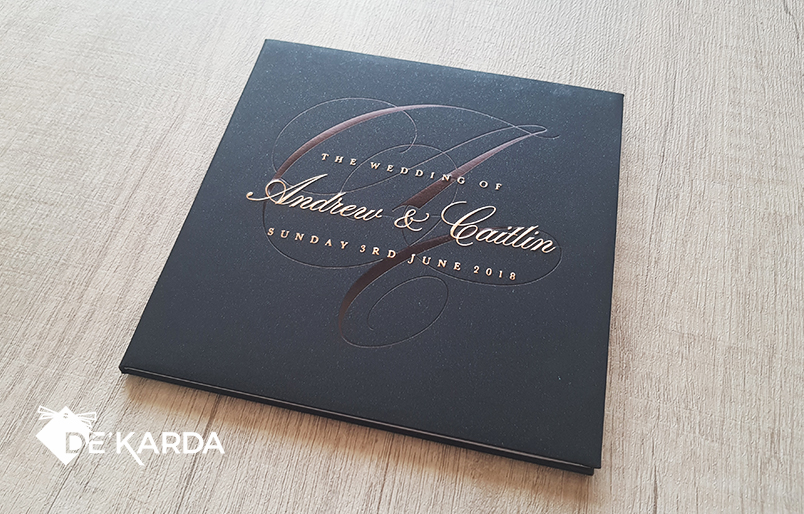 THE WEDDING OF
Andrew & Caitlin
SUNDAY 3RD JUNE 2018
DE'KARDA